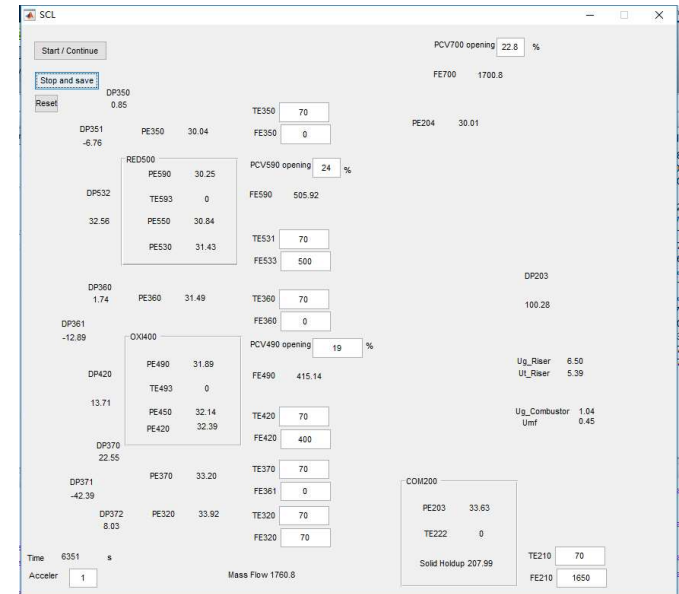 SCL
Start / Continue
PCV700 opening 22.8 %
Stop and save
FE700 1700.8
DP350
Reset 0.85
TE350 70
DP351 PE350 30.04 FE350 0
PE204 30.01
-6.76
RED500
PCV590 opening 24 %
PE590 30.25
DP532 TE593 0 FE590 505.92
32.56 PE550 30.84
TE531 70
PE530 31.43
FE533 500
DP203
DP360
1.74 PE360 31.49 TE360 70
100.28
DP361 FE360 0
-12.89 OXI400
PCV490 opening 19 %
PE490 31.89
Ug_Riser 6.50
DP420 FE490 415.14 Ut_Riser 5.39
TE493 0
13.71
PE450 32.14 TE420 70 Ug_Combustor 1.04
PE420 32.39 Umf 0.45
DP370 FE420 400
22.55
PE370 33.20 TE370 70
DP371 COM200
-42.39 FE361 0
DP372 PE320 33.92 TE320 70 PE203 33.63
8.03
FE320 70 TE222 0
Time 6351 s TE210 70
Solid Holdup 207.99
Acceler 1 Mass Flow 1760.8 FE210 1650